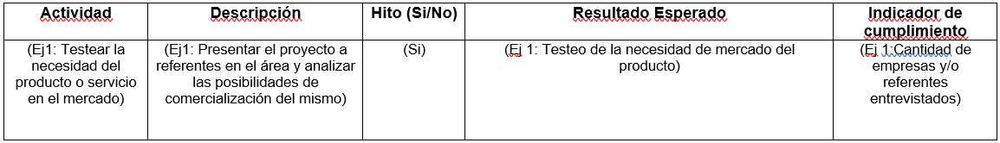 Actividad
Descripción
Hito (Si/No)
Resultado Esperado
Indicador de
cumplimiento
(Ej1: Testear la
necesidad del
producto o servicio
en el mercado)
(Ej1: Presentar el proyecto a
referentes en el área y analizar
las posibilidades de
comercialización del mismo)
(Si)
(Ej 1: Testeo de la necesidad de mercado del
producto)
(Ej 1:Cantidad de
empresas y/o
referentes
entrevistados)